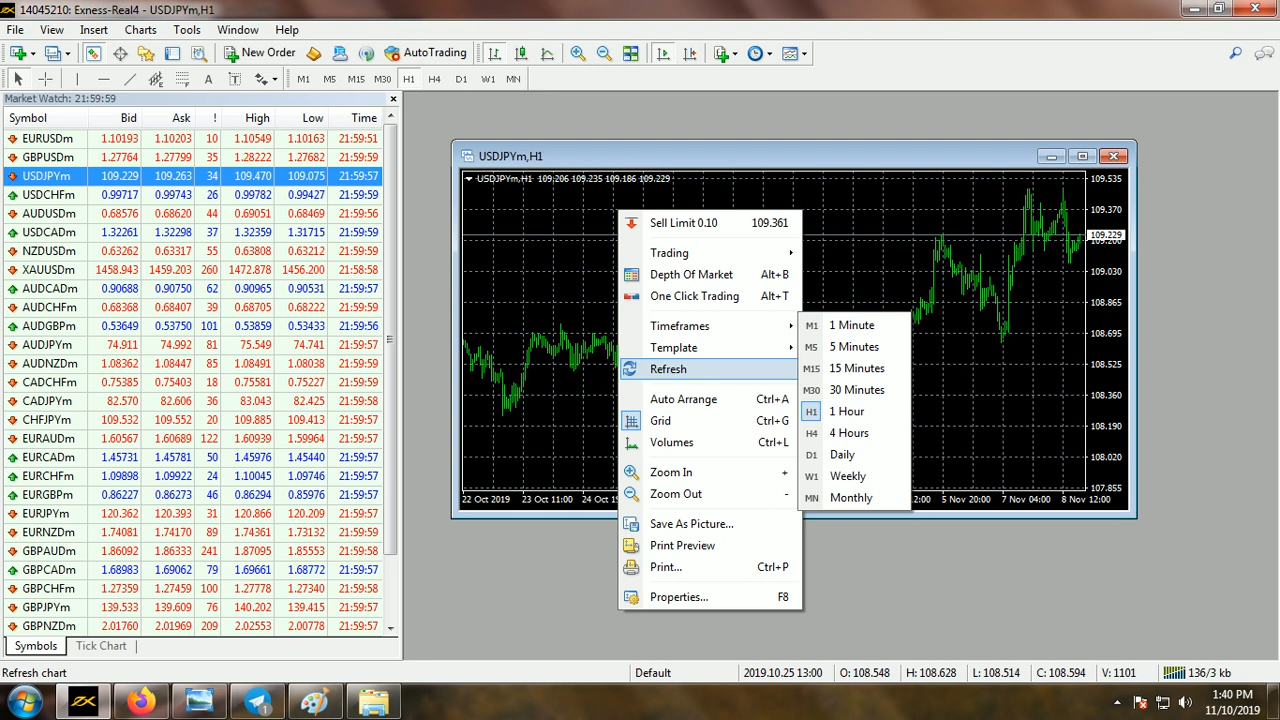 14045210: Exness-Real4 - USDJPYm,H1
File View Insert Charts Tools Window Help
New Order AutoTrading
A T M1 M5 M15 M30 H1 H4 D1 W1 MN
Market Watch: 21:59:59
Symbol Bid Ask ! High Low Time
EURUSDm 1.10193 1.10203 10 1.10549 1.10163 21:59:51
GBPUSDm 1.27764 1.27799 35 1.28222 1.27682 21:59:59
USDJPYm 109.229 109.263 34 109.470 109.075 21:59:57
USDCHFm 0.99717 0.99743 26 0.99782 0.99427 21:59:57
AUDUSDm 0.68576 0.68620 44 0.69051 0.68469 21:59:56
USDCADm 1.32261 1.32298 37 1.32359 1.31715 21:59:57
NZDUSDm 0.63262 0.63317 55 0.63808 0.63212 21:59:57
XAUUSDm 1458.943 1459.203 260 1472.878 1456.200 21:58:58
AUDCADm 0.90688 0.90750 62 0.90965 0.90531 21:59:57
AUDCHFm 0.68368 0.68407 39 0.68705 0.68222 21:59:57
AUDGBPm 0.53649 0.53750 101 0.53859 0.53433 21:59:56
AUDJPYm 74.911 74.992 81 75.549 74.741 21:59:57
AUDNZDm 1.08362 1.08447 85 1.08491 1.08108 21:59:57
CADCHFm 0.75385 0.75403 18 0.75581 0.75227 21:59:57
CADJPYm 82.570 82.606 36 83.043 82.425 21:59:57
CHFJPYm 109.532 109.552 20 109.885 109.413 21:59:57
EURAUDm 1.60567 1.60689 122 1.60939 1.59964 21:59:57
EURCADm 1.45731 1.45781 50 1.45976 1.45440 21:59:57
EURCHFm 1.09898 1.09922 24 1.10045 1.09746 21:59:57
EURGBPm 0.86227 0.86273 46 0.86294 0.85976 21:59:57
EURJPYm 120.362 120.393 31 120.866 120.209 21:59:57
EURNZDm 1.74081 1.74170 89 1.74361 1.73132 21:59:57
GBPAUDm 1.86092 1.86333 241 1.87095 1.85553 21:59:58
GBPCADm 1.68983 1.69062 79 1.69661 1.68772 21:59:57
GBPCHFm 1.27359 1.27459 100 1.27778 1.27340 21:59:58
GBPJPYm 139.533 139.609 76 140.202 139.415 21:59:57
GBPNZDm 2.01760 2.01969 209 2.02553 2.00778 21:59:57
Symbols Tick Chart
USDJPYm,H1
USDJPYm,H1 109.206 109.235 109.186 109.229
109.535
109.370
109.229
109.200
109.030
108.865
108.695
108.525
108.360
108.190
108.020
107.855
22 Oct 2019 23 Oct 11:00 24 Oct 19 12:00 5 Nov 20:00 7 Nov 04:00 8 Nov 12:00
Sell Limit 0.10 109.361
Trading
Depth Of Market Alt+B
One Click Trading Alt+T
Timeframes
Template
Refresh
Auto Arrange Ctrl+A
Grid Ctrl+G
Volumes Ctrl+L
Zoom In +
Zoom Out -
Save As Picture...
Print Preview
Print... Ctrl+P
Properties... F8
M1 1 Minute
M5 5 Minutes
M15 15 Minutes
M30 30 Minutes
H1 1 Hour
H4 4 Hours
D1 Daily
W1 Weekly
MN Monthly
Refresh chart Default 2019.10.25 13:00 O: 108.548 H: 108.628 L: 108.514 C: 108.594 V: 1101 136/3 kb
1:40 PM
11/10/2019